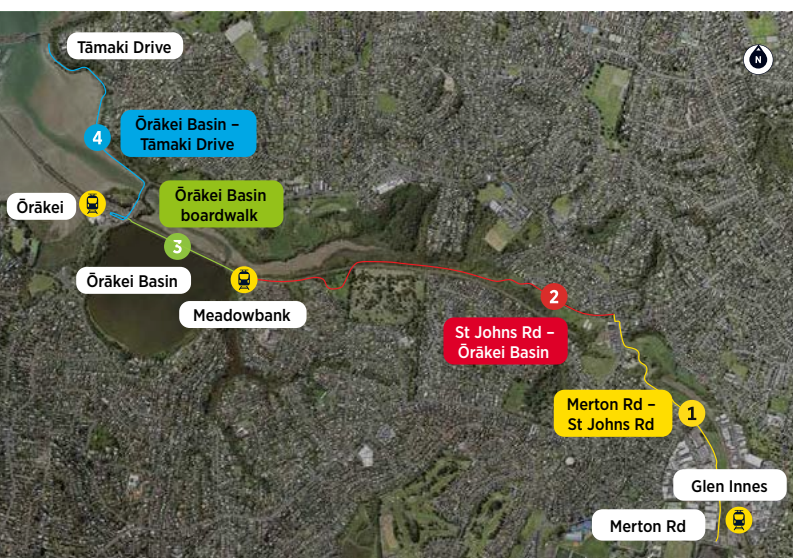 Tāmaki Drive
N
4
Ōrākei Basin –
Tāmaki Drive
Ōrākei
Ōrākei Basin
boardwalk
3
Ōrākei Basin
Meadowbank
2
St Johns Rd –
Ōrākei Basin
Merton Rd –
St Johns Rd
1
Glen Innes
Merton Rd